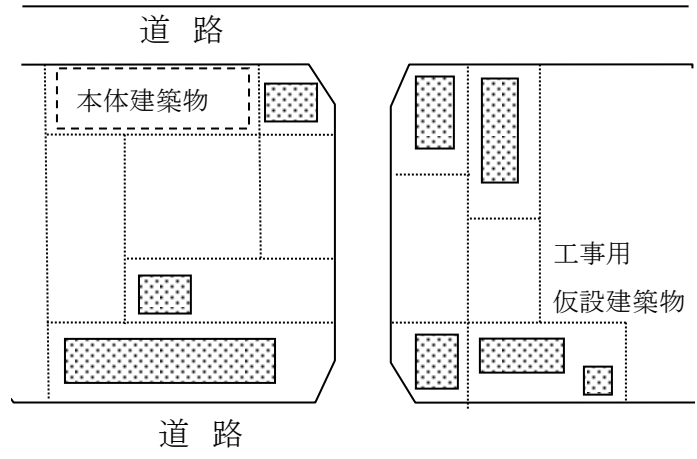 道 路
本体建築物
工事用
仮設建築物
道 路